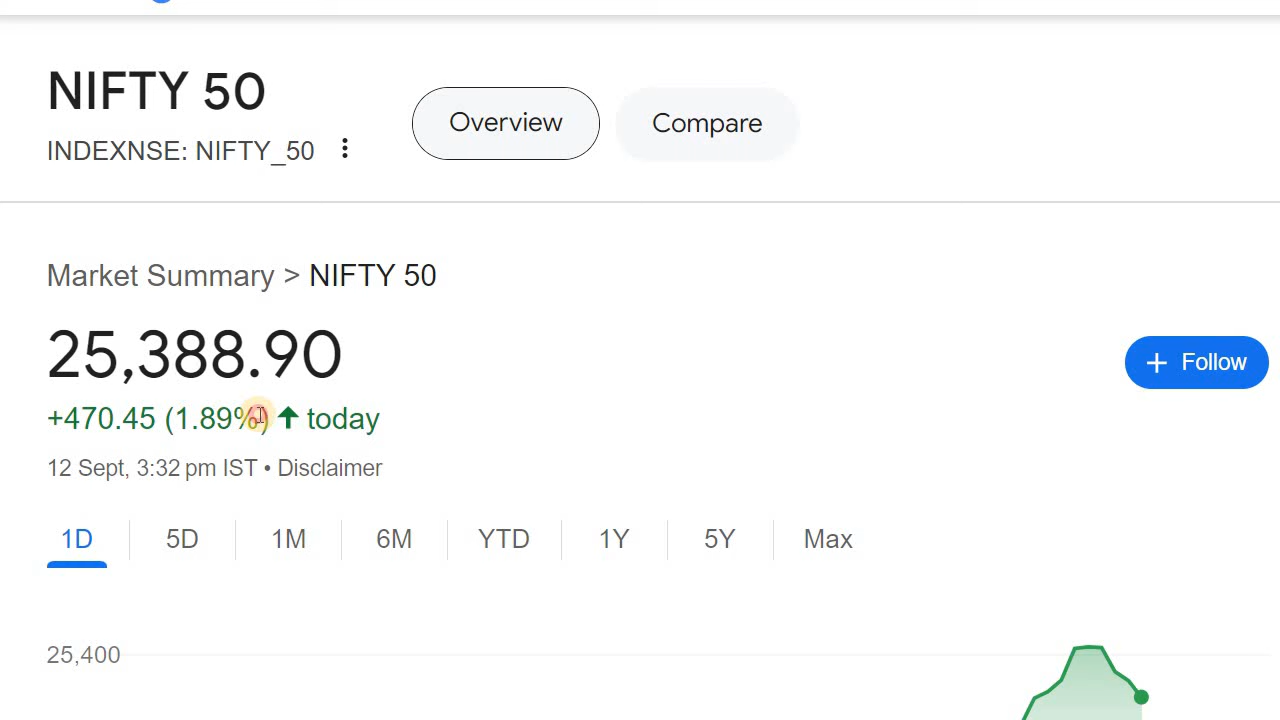 NIFTY 50
INDEXNSE: NIFTY_50
Overview
Compare
Market Summary > NIFTY 50
25,388.90
+ Follow
+470.45 (1.89%) ↑ today
12 Sept, 3:32 pm IST • Disclaimer
1D 5D 1M 6M YTD 1Y 5Y Max
25,400